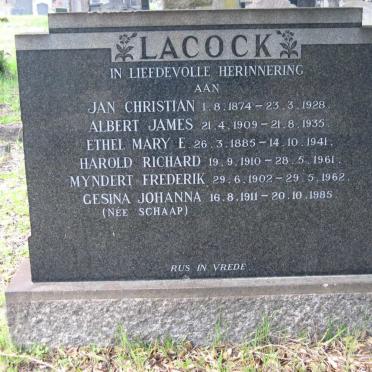 LACOCK
IN LIEFDEVOLLE HERINNERING
AAN
JAN CHRISTIAN 1.8.1874 – 23.3.1928.
ALBERT JAMES 21.4.1909 – 21.8.1935.
ETHEL MARY E. 26.3.1885 – 14.10.1941.
HAROLD RICHARD 19.9.1910 – 28.5.1961.
MYNDERT FREDERIK 29.6.1902 – 29.5.1962.
GESINA JOHANNA 16.8.1911 – 20.10.1985
(NÉE SCHAAP)
RUS IN VREDE